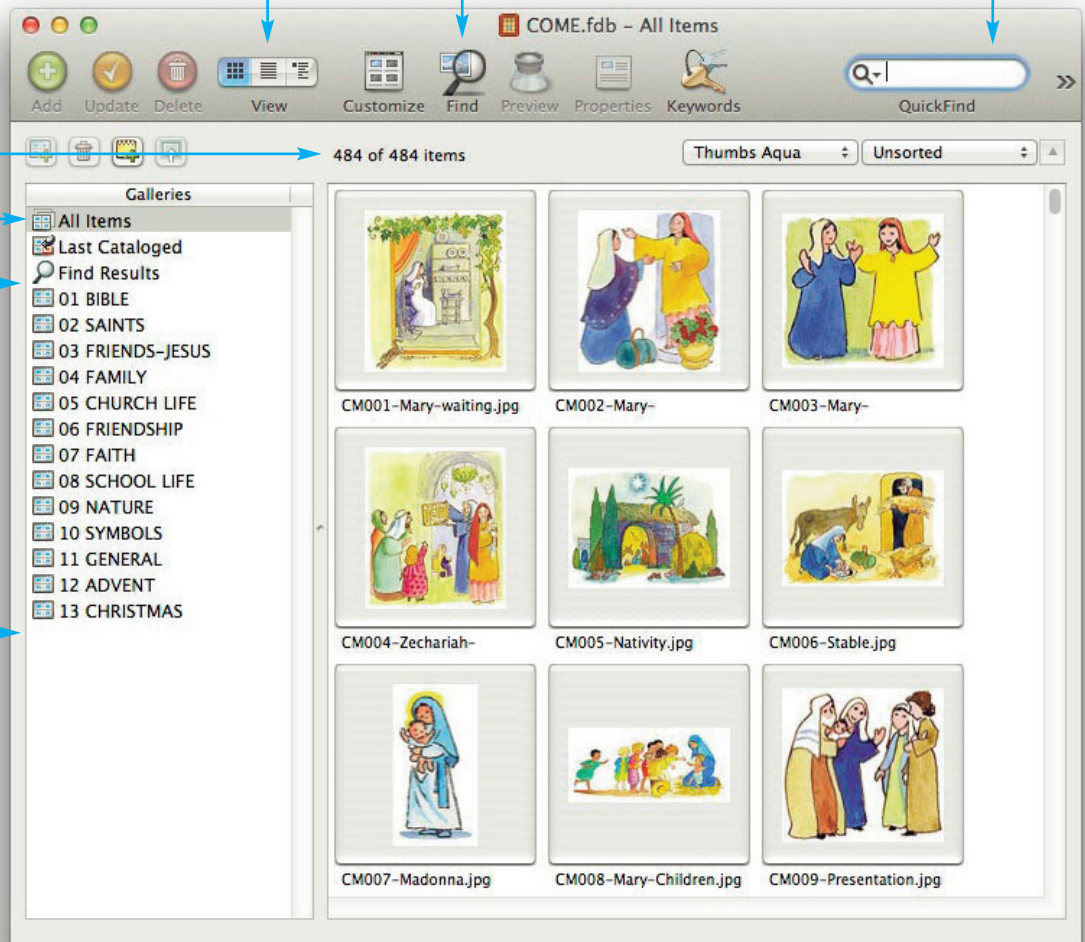 COME.fdb – All Items
Add Update Delete View Customize Find Preview Properties Keywords QuickFind
484 of 484 items Thumbs Aqua Unsorted
Galleries
All Items
Last Cataloged
Find Results
01 BIBLE
02 SAINTS
03 FRIENDS-JESUS
04 FAMILY
05 CHURCH LIFE
06 FRIENDSHIP
07 FAITH
08 SCHOOL LIFE
09 NATURE
10 SYMBOLS
11 GENERAL
12 ADVENT
13 CHRISTMAS
CM001-Mary-waiting.jpg CM002-Mary- CM003-Mary-
CM004-Zechariah- CM005-Nativity.jpg CM006-Stable.jpg
CM007-Madonna.jpg CM008-Mary-Children.jpg CM009-Presentation.jpg